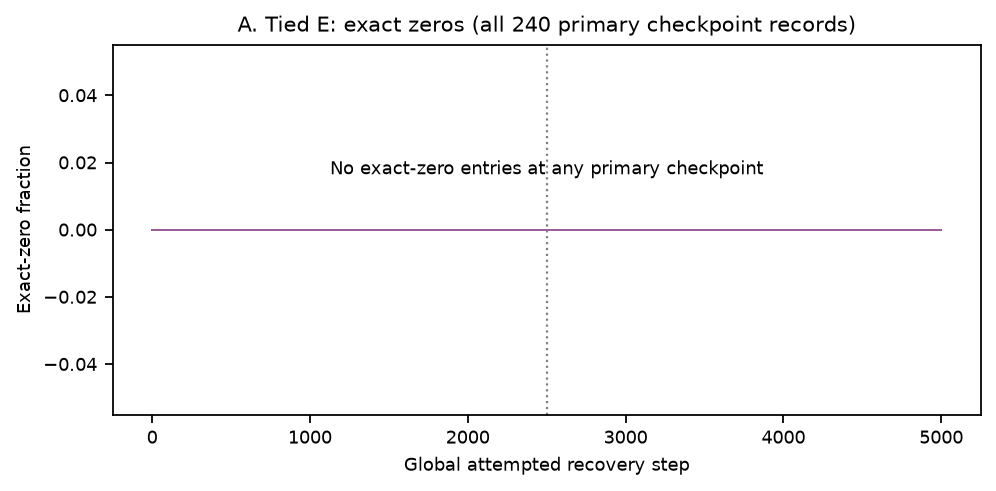 A. Tied E: exact zeros (all 240 primary checkpoint records)
Exact-zero fraction
0.04
0.02
0.00
−0.02
−0.04
No exact-zero entries at any primary checkpoint
0 1000 2000 3000 4000 5000
Global attempted recovery step